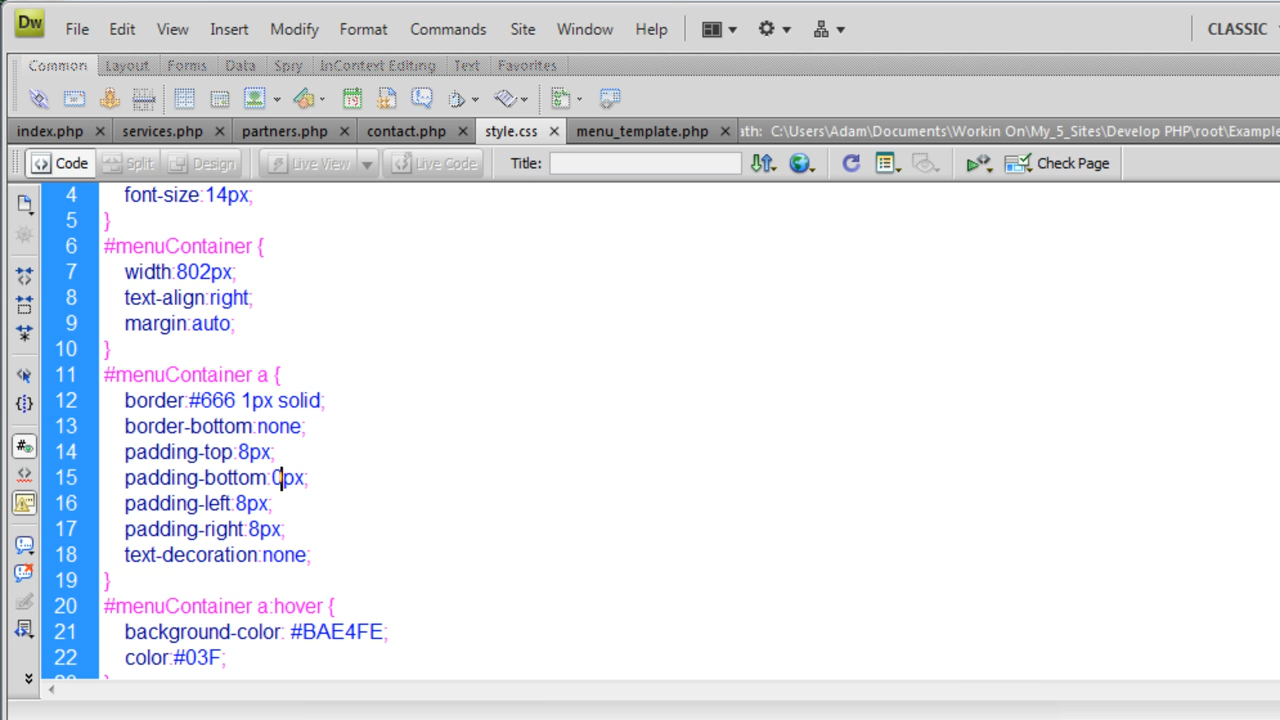 Dw File Edit View Insert Modify Format Commands Site Window Help CLASSIC
Common Layout Forms Data Spry InContext Editing Text Favorites
index.php services.php partners.php contact.php style.css menu_template.php ath: C:\Users\Adam\Documents\Workin On\My_5_Sites\Develop PHP\root\Example
Code Split Design Live View Live Code Title: Check Page
4 font-size:14px;
5 }
6 #menuContainer {
7 width:802px;
8 text-align:right;
9 margin:auto;
10 }
11 #menuContainer a {
12 border:#666 1px solid;
13 border-bottom:none;
14 padding-top:8px;
15 padding-bottom:0px;
16 padding-left:8px;
17 padding-right:8px;
18 text-decoration:none;
19 }
20 #menuContainer a:hover {
21 background-color: #BAE4FE;
22 color:#03F;